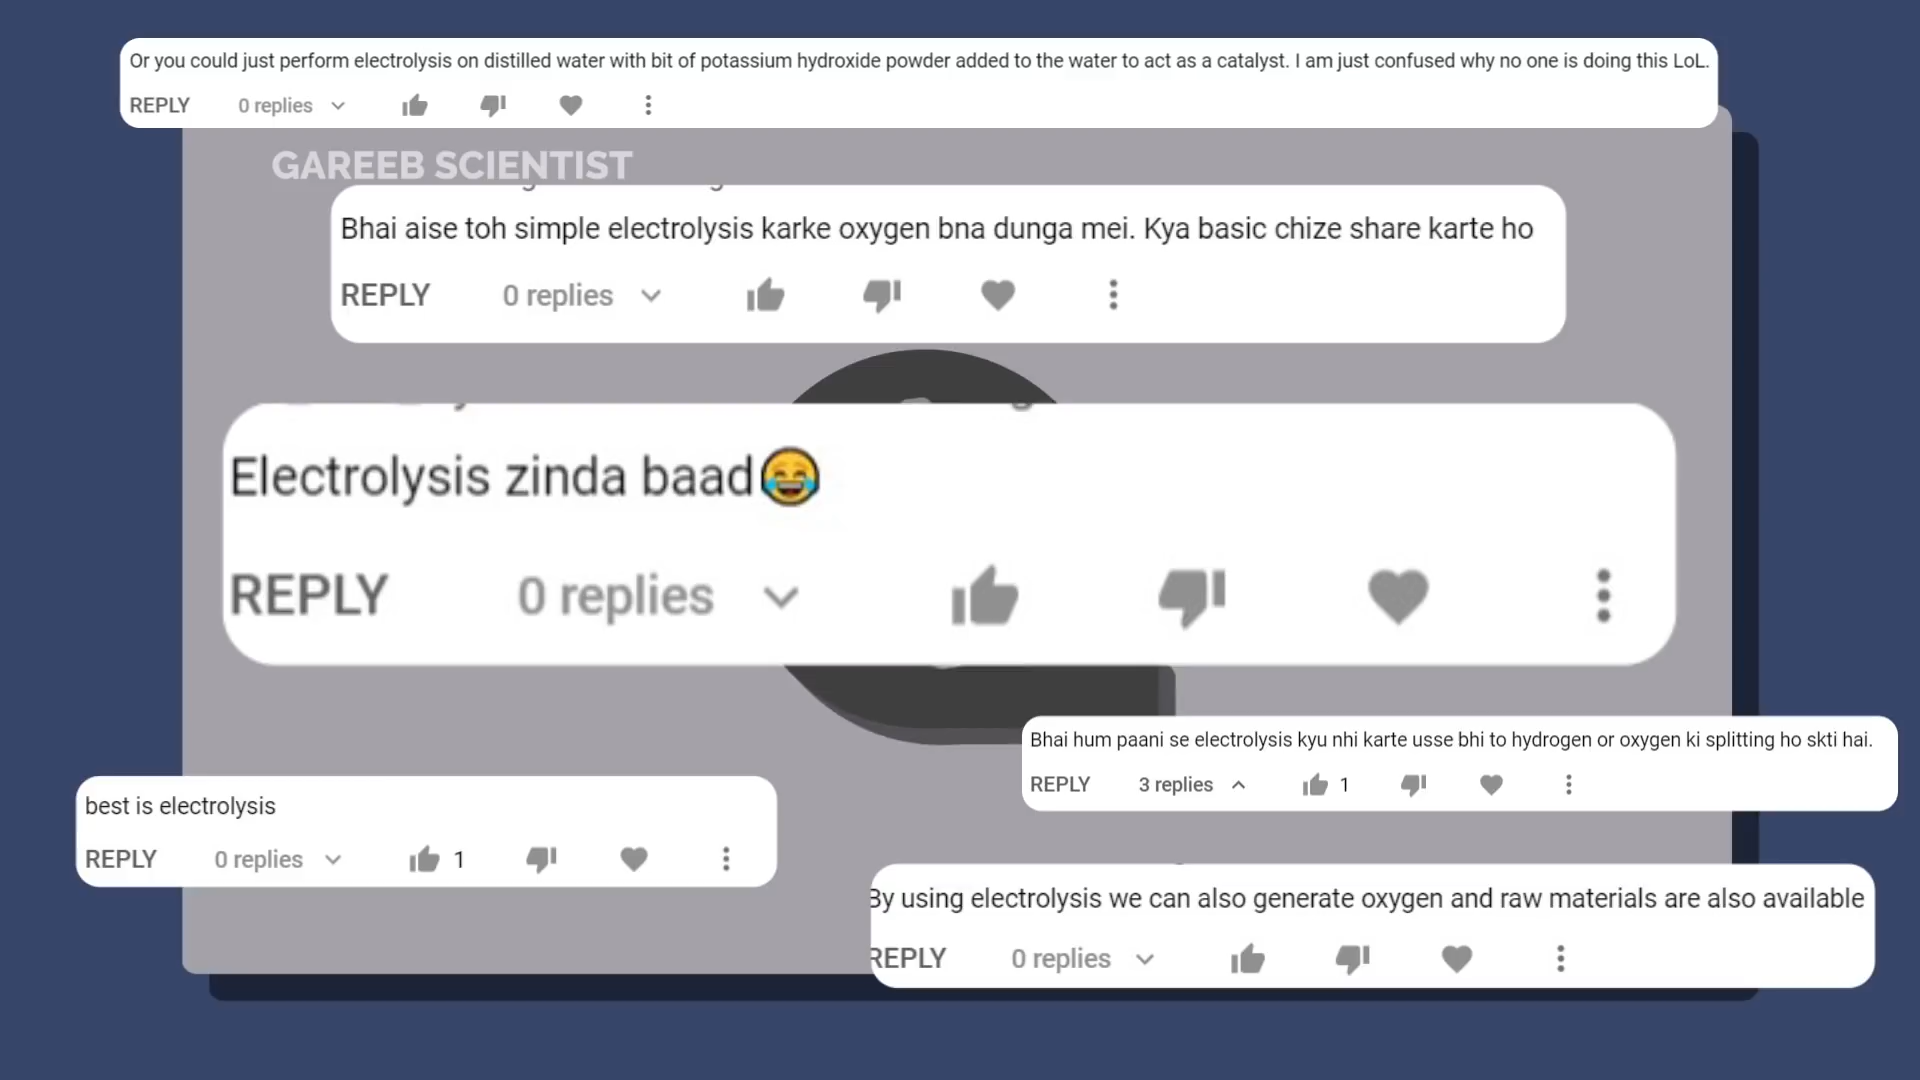 Or you could just perform electrolysis on distilled water with bit of potassium hydroxide powder added to the water to act as a catalyst. I am just confused why no one is doing this LoL.
REPLY 0 replies
GAREEB SCIENTIST
Bhai aise toh simple electrolysis karke oxygen bna dunga mei. Kya basic chize share karte ho
REPLY 0 replies
Electrolysis zinda baad😂
REPLY 0 replies
Bhai hum paani se electrolysis kyu nhi karte usse bhi to hydrogen or oxygen ki splitting ho skti hai.
REPLY 3 replies 1
best is electrolysis
REPLY 0 replies 1
By using electrolysis we can also generate oxygen and raw materials are also available
REPLY 0 replies